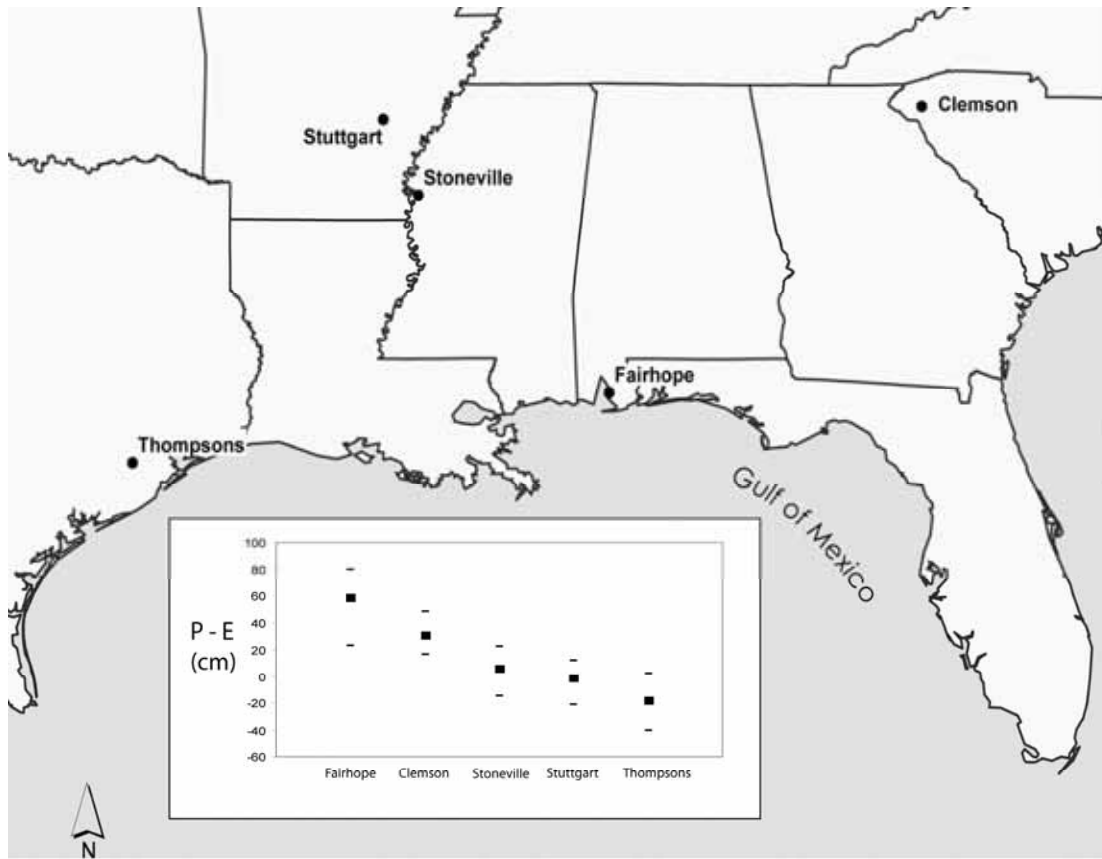 Clemson
Stuttgart
Stoneville
Fairhope
Thompsons
Gulf of Mexico
P - E
(cm)
100
80
60
40
20
0
-20
-40
-60
Fairhope Clemson Stoneville Stuttgart Thompsons
N